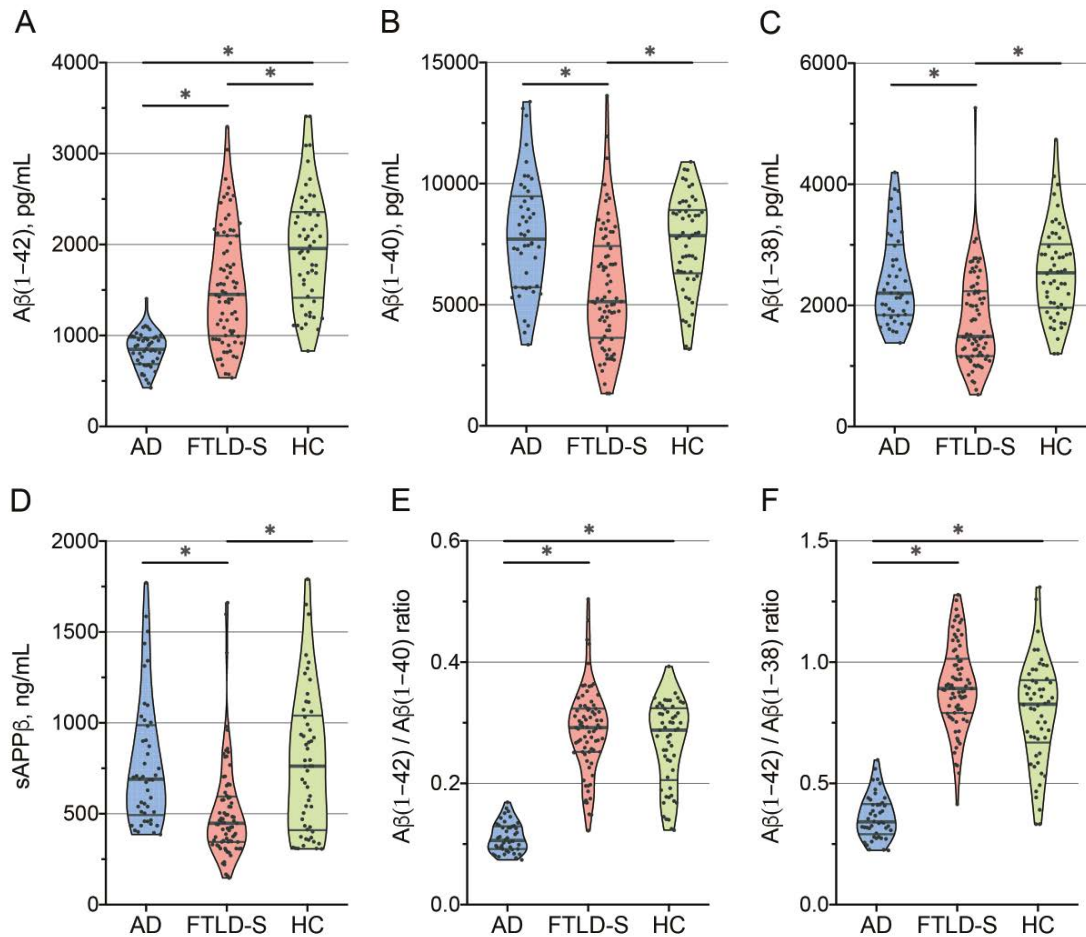 A
Aβ(1−42), pg/mL
4000
*
*
*
3000
2000
1000
0
AD FTLD-S HC
B
Aβ(1−40), pg/mL
15000
*
*
10000
5000
0
AD FTLD-S HC
C
Aβ(1−38), pg/mL
6000
*
*
4000
2000
0
AD FTLD-S HC
D
sAPPβ, ng/mL
2000
*
*
1500
1000
500
0
AD FTLD-S HC
E
Aβ(1−42) / Aβ(1−40) ratio
0.6
*
*
0.4
0.2
0.0
AD FTLD-S HC
F
Aβ(1−42) / Aβ(1−38) ratio
1.5
*
*
1.0
0.5
0.0
AD FTLD-S HC